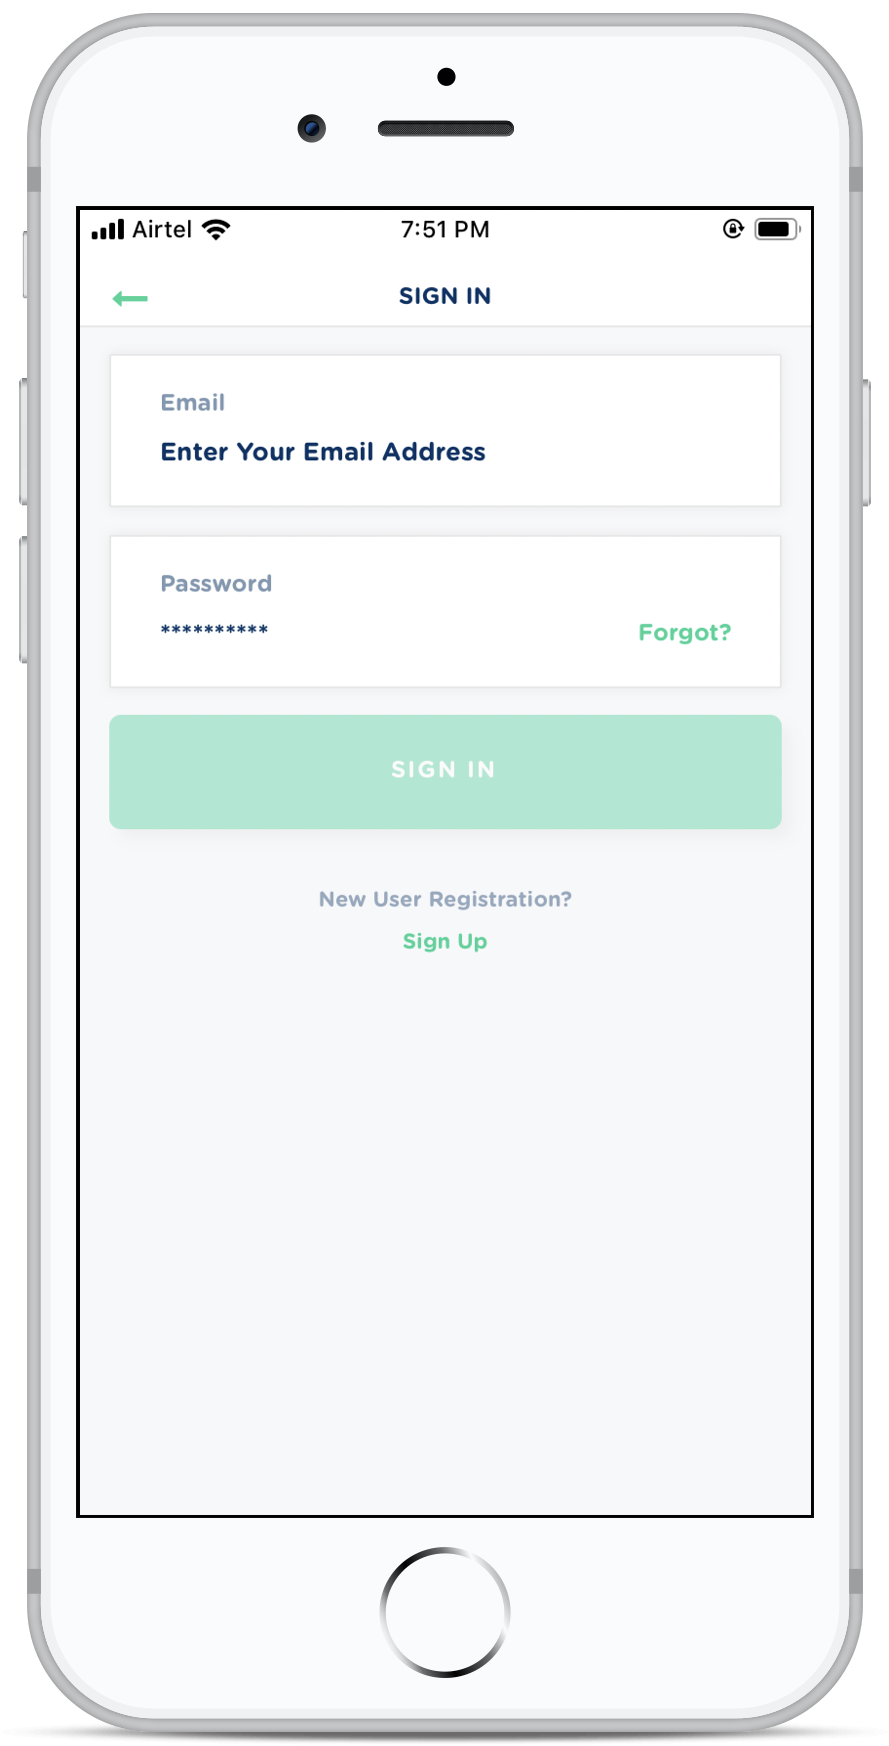 Airtel 7:51 PM
SIGN IN
Email
Enter Your Email Address
Password
********** Forgot?
SIGN IN
New User Registration?
Sign Up